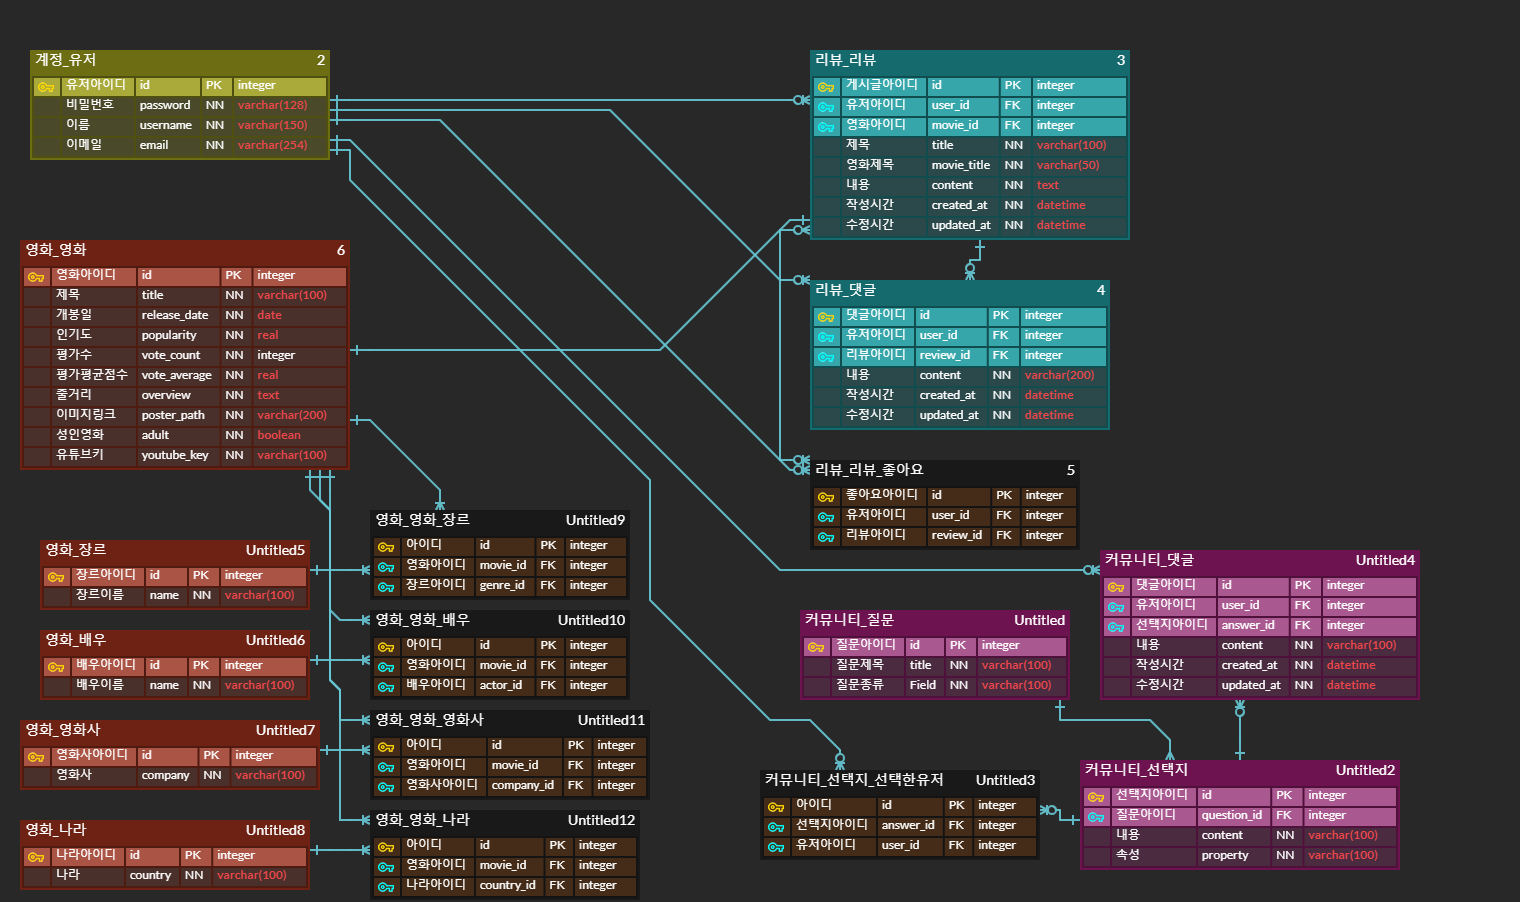 계정_유저 2
유저아이디 id PK integer
비밀번호 password NN varchar(128)
이름 username NN varchar(150)
이메일 email NN varchar(254)
리뷰_리뷰 3
게시글아이디 id PK integer
유저아이디 user_id FK integer
영화아이디 movie_id FK integer
제목 title NN varchar(100)
영화제목 movie_title NN varchar(50)
내용 content NN text
작성시간 created_at NN datetime
수정시간 updated_at NN datetime
영화_영화 6
영화아이디 id PK integer
제목 title NN varchar(100)
개봉일 release_date NN date
인기도 popularity NN real
평가수 vote_count NN integer
평가평균점수 vote_average NN real
줄거리 overview NN text
이미지링크 poster_path NN varchar(200)
성인영화 adult NN boolean
유튜브키 youtube_key NN varchar(100)
리뷰_댓글 4
댓글아이디 id PK integer
유저아이디 user_id FK integer
리뷰아이디 review_id FK integer
내용 content NN varchar(200)
작성시간 created_at NN datetime
수정시간 updated_at NN datetime
리뷰_리뷰_좋아요 5
좋아요아이디 id PK integer
유저아이디 user_id FK integer
리뷰아이디 review_id FK integer
영화_영화_장르 Untitled9
아이디 id PK integer
영화아이디 movie_id FK integer
장르아이디 genre_id FK integer
영화_장르 Untitled5
장르아이디 id PK integer
장르이름 name NN varchar(100)
영화_영화_배우 Untitled10
아이디 id PK integer
영화아이디 movie_id FK integer
배우아이디 actor_id FK integer
영화_배우 Untitled6
배우아이디 id PK integer
배우이름 name NN varchar(100)
영화_영화_영화사 Untitled11
아이디 id PK integer
영화아이디 movie_id FK integer
영화사아이디 company_id FK integer
영화_영화사 Untitled7
영화사아이디 id PK integer
영화사 company NN varchar(100)
영화_영화_나라 Untitled12
아이디 id PK integer
영화아이디 movie_id FK integer
나라아이디 country_id FK integer
영화_나라 Untitled8
나라아이디 id PK integer
나라 country NN varchar(100)
커뮤니티_댓글 Untitled4
댓글아이디 id PK integer
유저아이디 user_id FK integer
선택지아이디 answer_id FK integer
내용 content NN varchar(100)
작성시간 created_at NN datetime
수정시간 updated_at NN datetime
커뮤니티_질문 Untitled
질문아이디 id PK integer
질문제목 title NN varchar(100)
질문종류 Field NN varchar(100)
커뮤니티_선택지_선택한유저 Untitled3
아이디 id PK integer
선택지아이디 answer_id FK integer
유저아이디 user_id FK integer
커뮤니티_선택지 Untitled2
선택지아이디 id PK integer
질문아이디 question_id FK integer
내용 content NN varchar(100)
속성 property NN varchar(100)